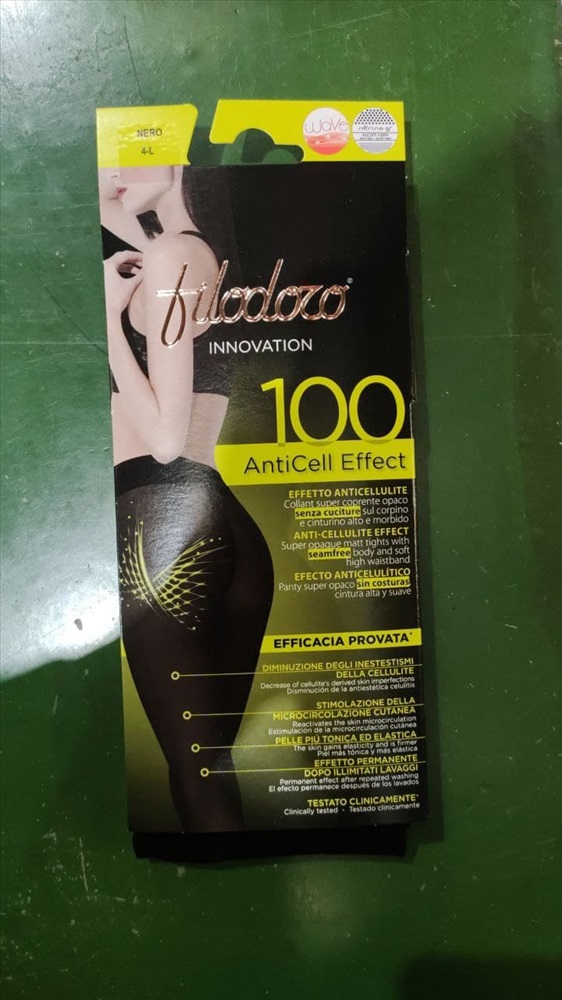 NERO
4-L
wave
nilrino-g®
filodoro®
INNOVATION
100
AntiCell Effect
EFFETTO ANTICELLULITE
Collant super coprente opaco
senza cuciture sul corpino
e cinturino alto e morbido
ANTI-CELLULITE EFFECT
Super opaque matt tights with
seamfree body and soft
high waistband
EFECTO ANTICELULÍTICO
Panty super opaco sin costuras
cintura alta y suave
EFFICACIA PROVATA*
DIMINUZIONE DEGLI INESTESTISMI
DELLA CELLULITE
Decrease of cellulite's derived skin imperfections
Disminución de la antiestética celulitis
STIMOLAZIONE DELLA
MICROCIRCOLAZIONE CUTANEA
Reactivates the skin microcirculation
Estimulación de la microcirculación cutánea
PELLE PIÙ TONICA ED ELASTICA
The skin gains elasticity and is firmer
Piel más tónica y más elástica
EFFETTO PERMANENTE
DOPO ILLIMITATI LAVAGGI
Permanent effect after repeated washing
El efecto permanece después de los lavados
TESTATO CLINICAMENTE*
Clinically tested - Testado clínicamente